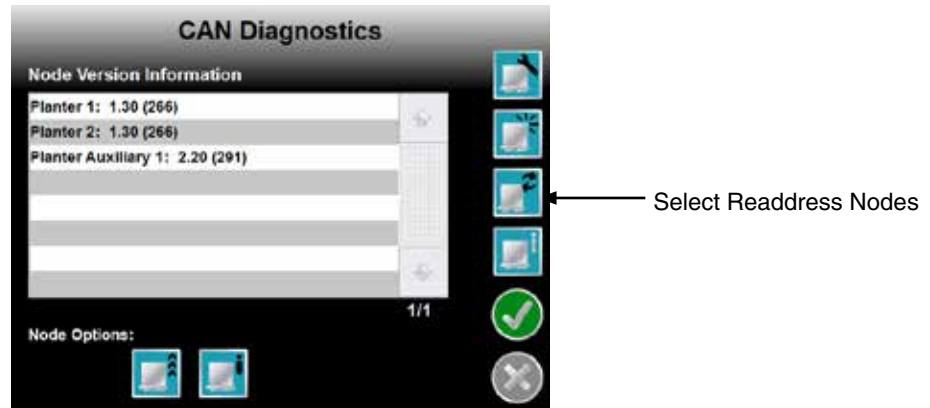 CAN Diagnostics
Node Version Information
Planter 1: 1.30 (266)
Planter 2: 1.30 (266)
Planter Auxiliary 1: 2.20 (291)
Select Readdress Nodes
1/1
Node Options: